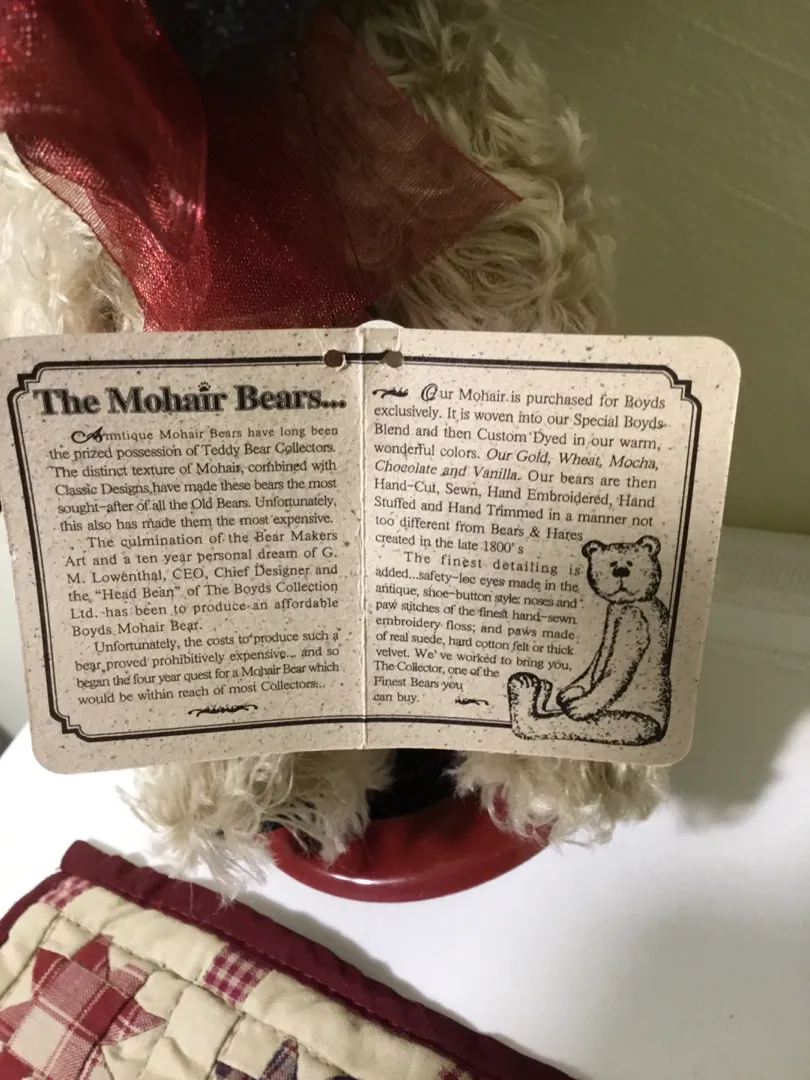 The Mohair Bears...
Anntique Mohair Bears have long been
the prized possession of Teddy Bear Collectors.
The distinct texture of Mohair, combined with
Classic Designs, have made these bears the most
sought-after of all the Old Bears. Unfortunately,
this also has made them the most expensive.
The culmination of the Bear Makers
Art and a ten year personal dream of G.
M. Lowenthal, CEO, Chief Designer and
the "Head Bean" of The Boyds Collection
Ltd. has been to produce an affordable
Boyds Mohair Bear.
Unfortunately, the costs to produce such a
bear proved prohibitively expensive... and so
began the four year quest for a Mohair Bear which
would be within reach of most Collectors...
Our Mohair is purchased for Boyds
exclusively. It is woven into our Special Boyds
Blend and then Custom Dyed in our warm,
wonderful colors. Our Gold, Wheat, Mocha,
Chocolate and Vanilla. Our bears are then
Hand-Cut, Sewn, Hand Embroidered, Hand
Stuffed and Hand Trimmed in a manner not
too different from Bears & Hares
created in the late 1800's
The finest detailing is
added...safety-loc eyes made in the
antique, shoe-button style; noses and
paw stitches of the finest hand-sewn
embroidery floss; and paws made
of real suede, hard cotton felt or thick
velvet. We've worked to bring you,
The Collector, one of the
Finest Bears you
can buy.